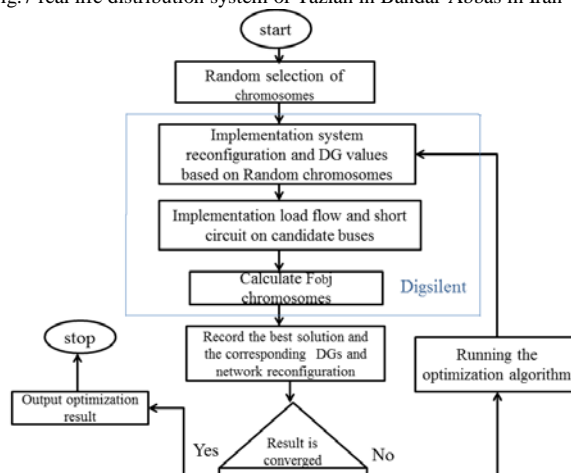 real life distribution system of Tazian in Bandar Abbas in Iran
start
Random selection of
chromosomes
Implementation system
reconfiguration and DG values
based on Random chromosomes
Implementation load flow and short
circuit on candidate buses
Calculate Fobj
chromosomes
Digsilent
Record the best solution and
the corresponding DGs and
network reconfiguration
stop
Output optimization
result
Running the
optimization algorithm
Yes
Result is
converged
No